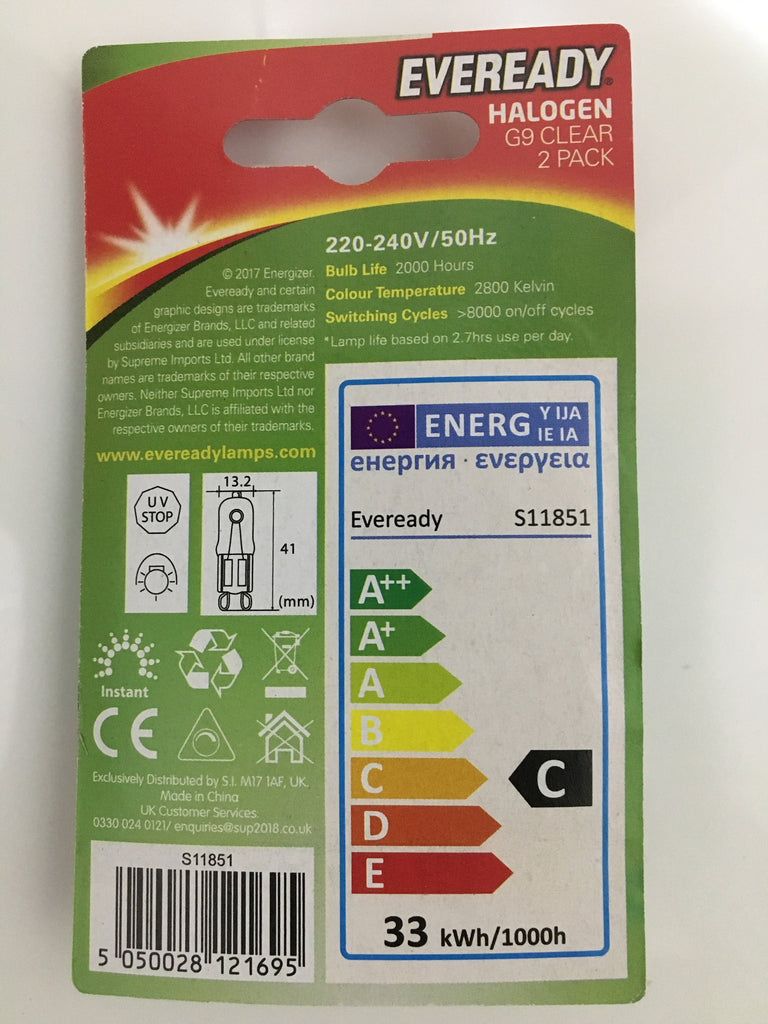 EVEREADY
HALOGEN
G9 CLEAR
2 PACK
220-240V/50Hz
Bulb Life 2000 Hours
Colour Temperature 2800 Kelvin
Switching Cycles >8000 on/off cycles
*Lamp life based on 2.7hrs use per day.
© 2017 Energizer.
Eveready and certain
graphic designs are trademarks
of Energizer Brands, LLC and related
subsidiaries and are used under license
by Supreme Imports Ltd. All other brand
names are trademarks of their respective
owners. Neither Supreme Imports Ltd nor
Energizer Brands, LLC is affiliated with the
respective owners of their trademarks.
www.evereadylamps.com
UV
STOP
13.2
41
(mm)
Instant
CE
Exclusively Distributed by S.I. M17 1AF, UK.
Made in China
UK Customer Services.
0330 024 0121/ enquiries@sup2018.co.uk
S11851
5 050028 121695
ENERG Y IJA
IE IA
енергия · ενεργεια
Eveready S11851
A++
A+
A
B
C
C
D
E
33 kWh/1000h